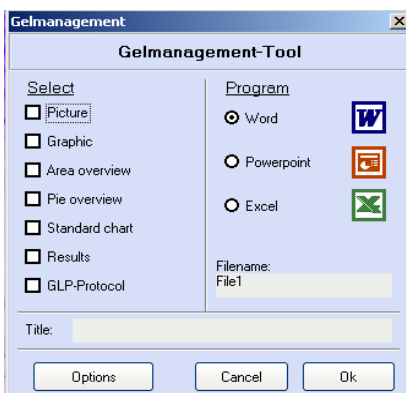 Gelmanagement
Gelmanagement-Tool
Select
Picture
Graphic
Area overview
Pie overview
Standard chart
Results
GLP-Protocol
Program
Word
Powerpoint
Excel
Filename:
File1
Title:
Options
Cancel
Ok